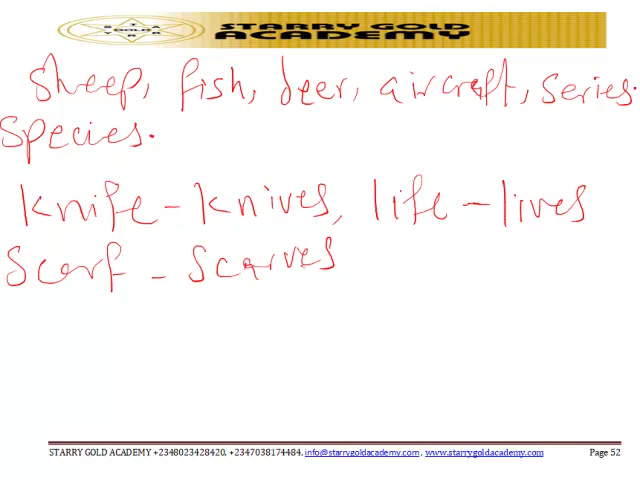 STARRY GOLD
ACADEMY
Sheep, fish, deer, aircraft, series.
Species.
Knife - Knives, life - lives
Scarf - Scarves
STARRY GOLD ACADEMY +2348023428420, +2347038174484, info@starrygoldacademy.com, www.starrygoldacademy.com Page 52